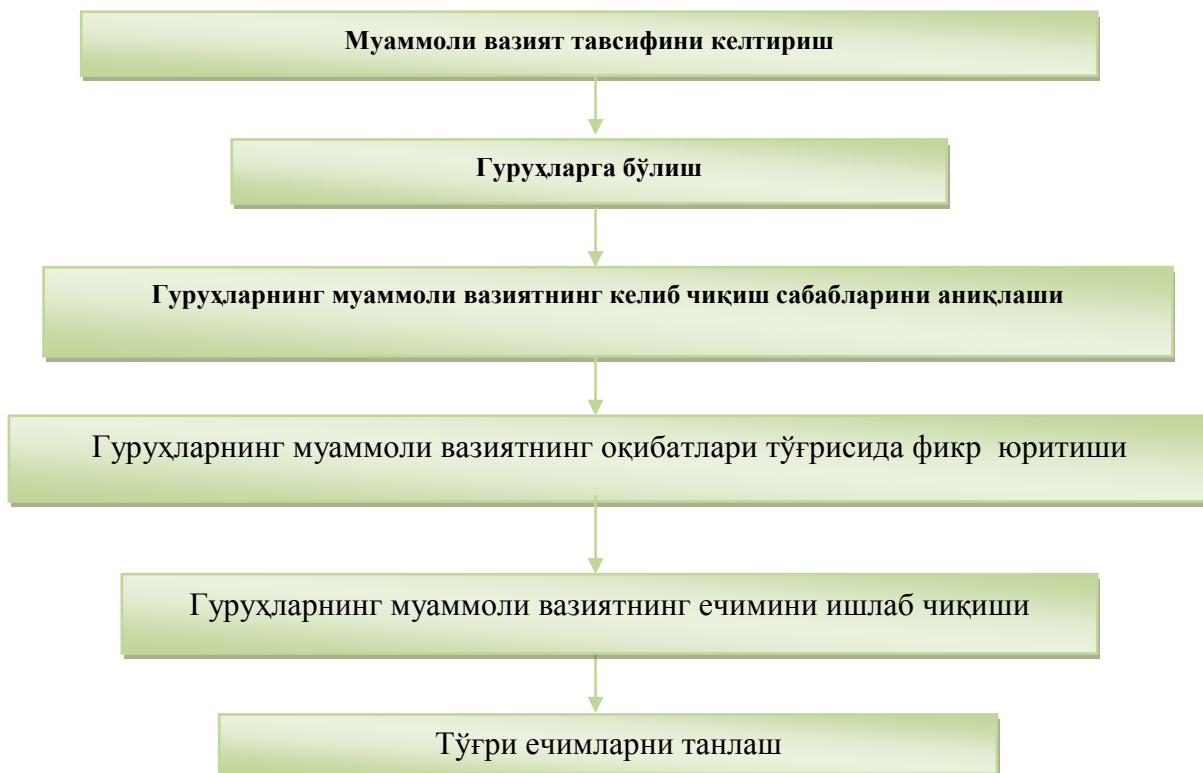 Муаммоли вазият тавсифини келтириш
Гуруҳларга бўлиш
Гуруҳларнинг муаммоли вазиятнинг келиб чиқиш сабабларини аниқлаши
Гуруҳларнинг муаммоли вазиятнинг оқибатлари тўғрисида фикр юритиши
Гуруҳларнинг муаммоли вазиятнинг ечимини ишлаб чиқиши
Тўғри ечимларни танлаш